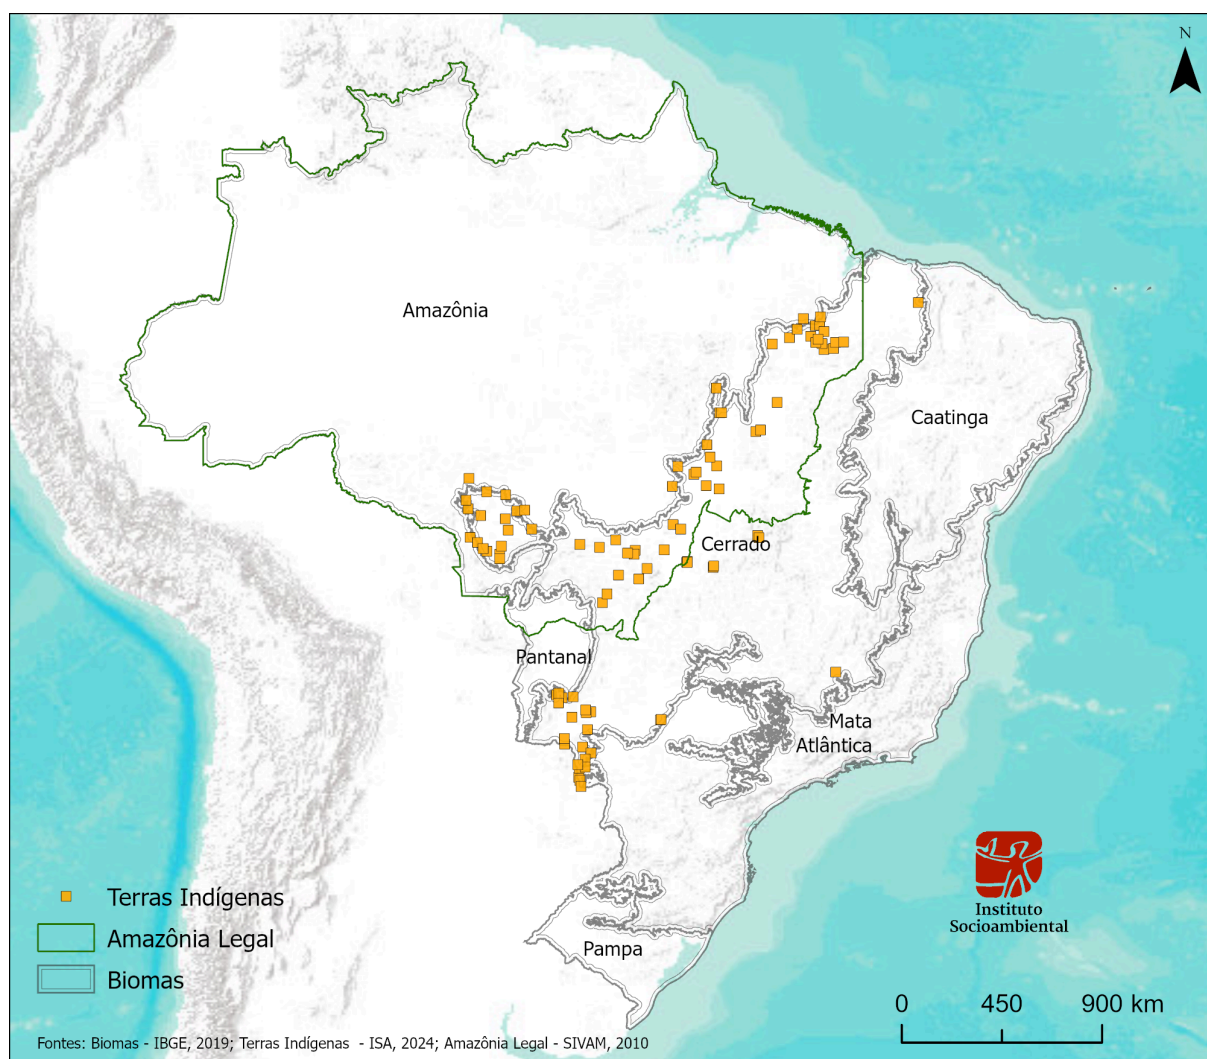 N
Amazônia
Caatinga
Cerrado
Pantanal
Mata
Atlântica
Pampa
Terras Indígenas
Amazônia Legal
Biomas
Instituto
Socioambiental
0 450 900 km
Fontes: Biomas - IBGE, 2019; Terras Indígenas - ISA, 2024; Amazônia Legal - SIVAM, 2010